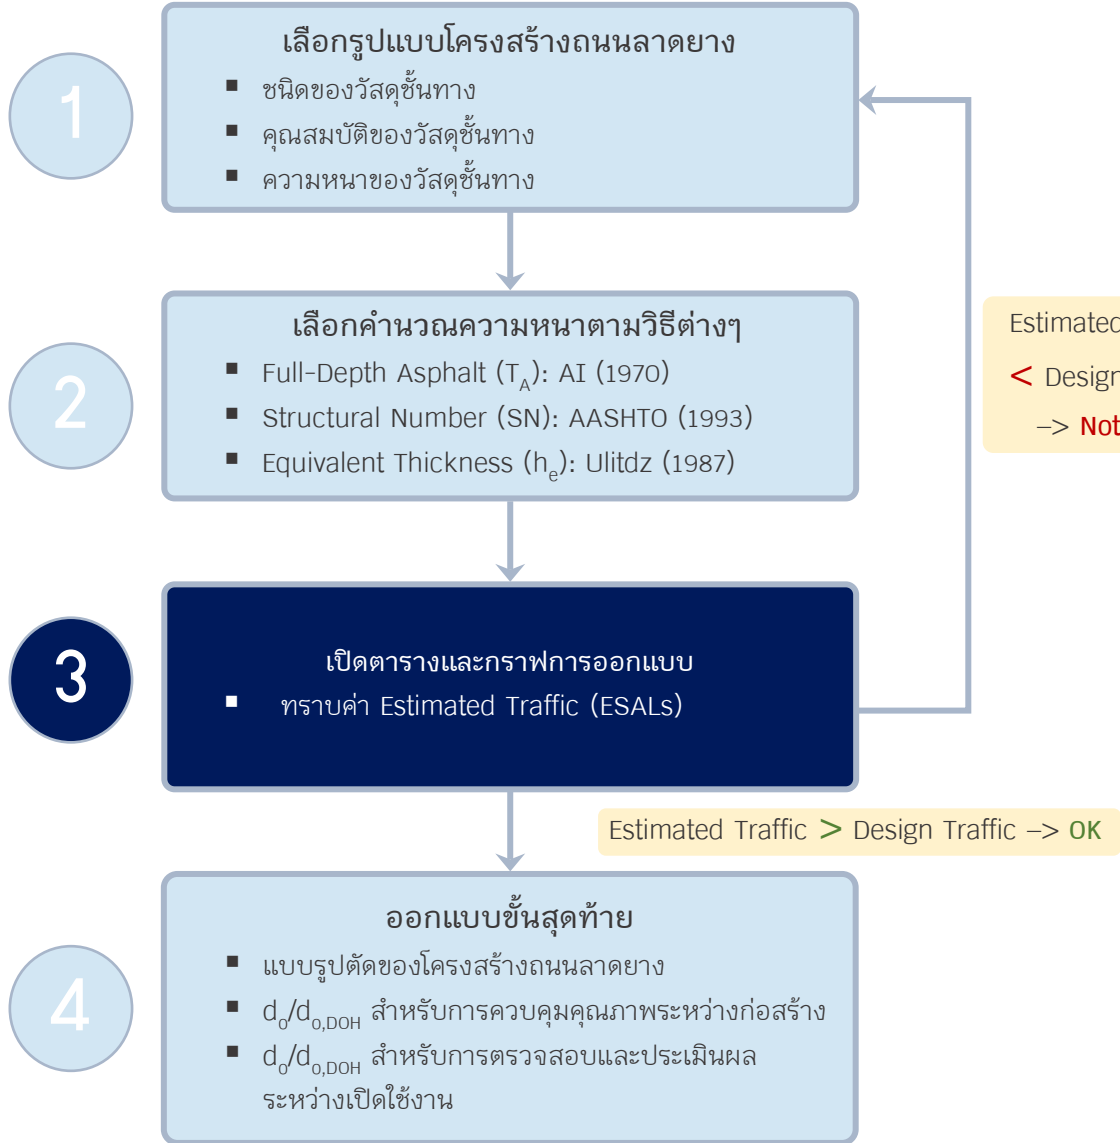 1
เลือกรูปแบบโครงสร้างถนนลาดยาง
▪ ชนิดของวัสดุชั้นทาง
▪ คุณสมบัติของวัสดุชั้นทาง
▪ ความหนาของวัสดุชั้นทาง
2
เลือกคำนวณความหนาตามวิธีต่างๆ
▪ Full-Depth Asphalt (T_A): AI (1970)
▪ Structural Number (SN): AASHTO (1993)
▪ Equivalent Thickness (h_e): Ulitdz (1987)
Estimated
< Design
–> Not
3
เปิดตารางและกราฟการออกแบบ
▪ ทราบค่า Estimated Traffic (ESALs)
Estimated Traffic > Design Traffic –> OK
4
ออกแบบขั้นสุดท้าย
▪ แบบรูปตัดของโครงสร้างถนนลาดยาง
▪ d_o/d_o,DOH สำหรับการควบคุมคุณภาพระหว่างก่อสร้าง
▪ d_o/d_o,DOH สำหรับการตรวจสอบและประเมินผล
ระหว่างเปิดใช้งาน